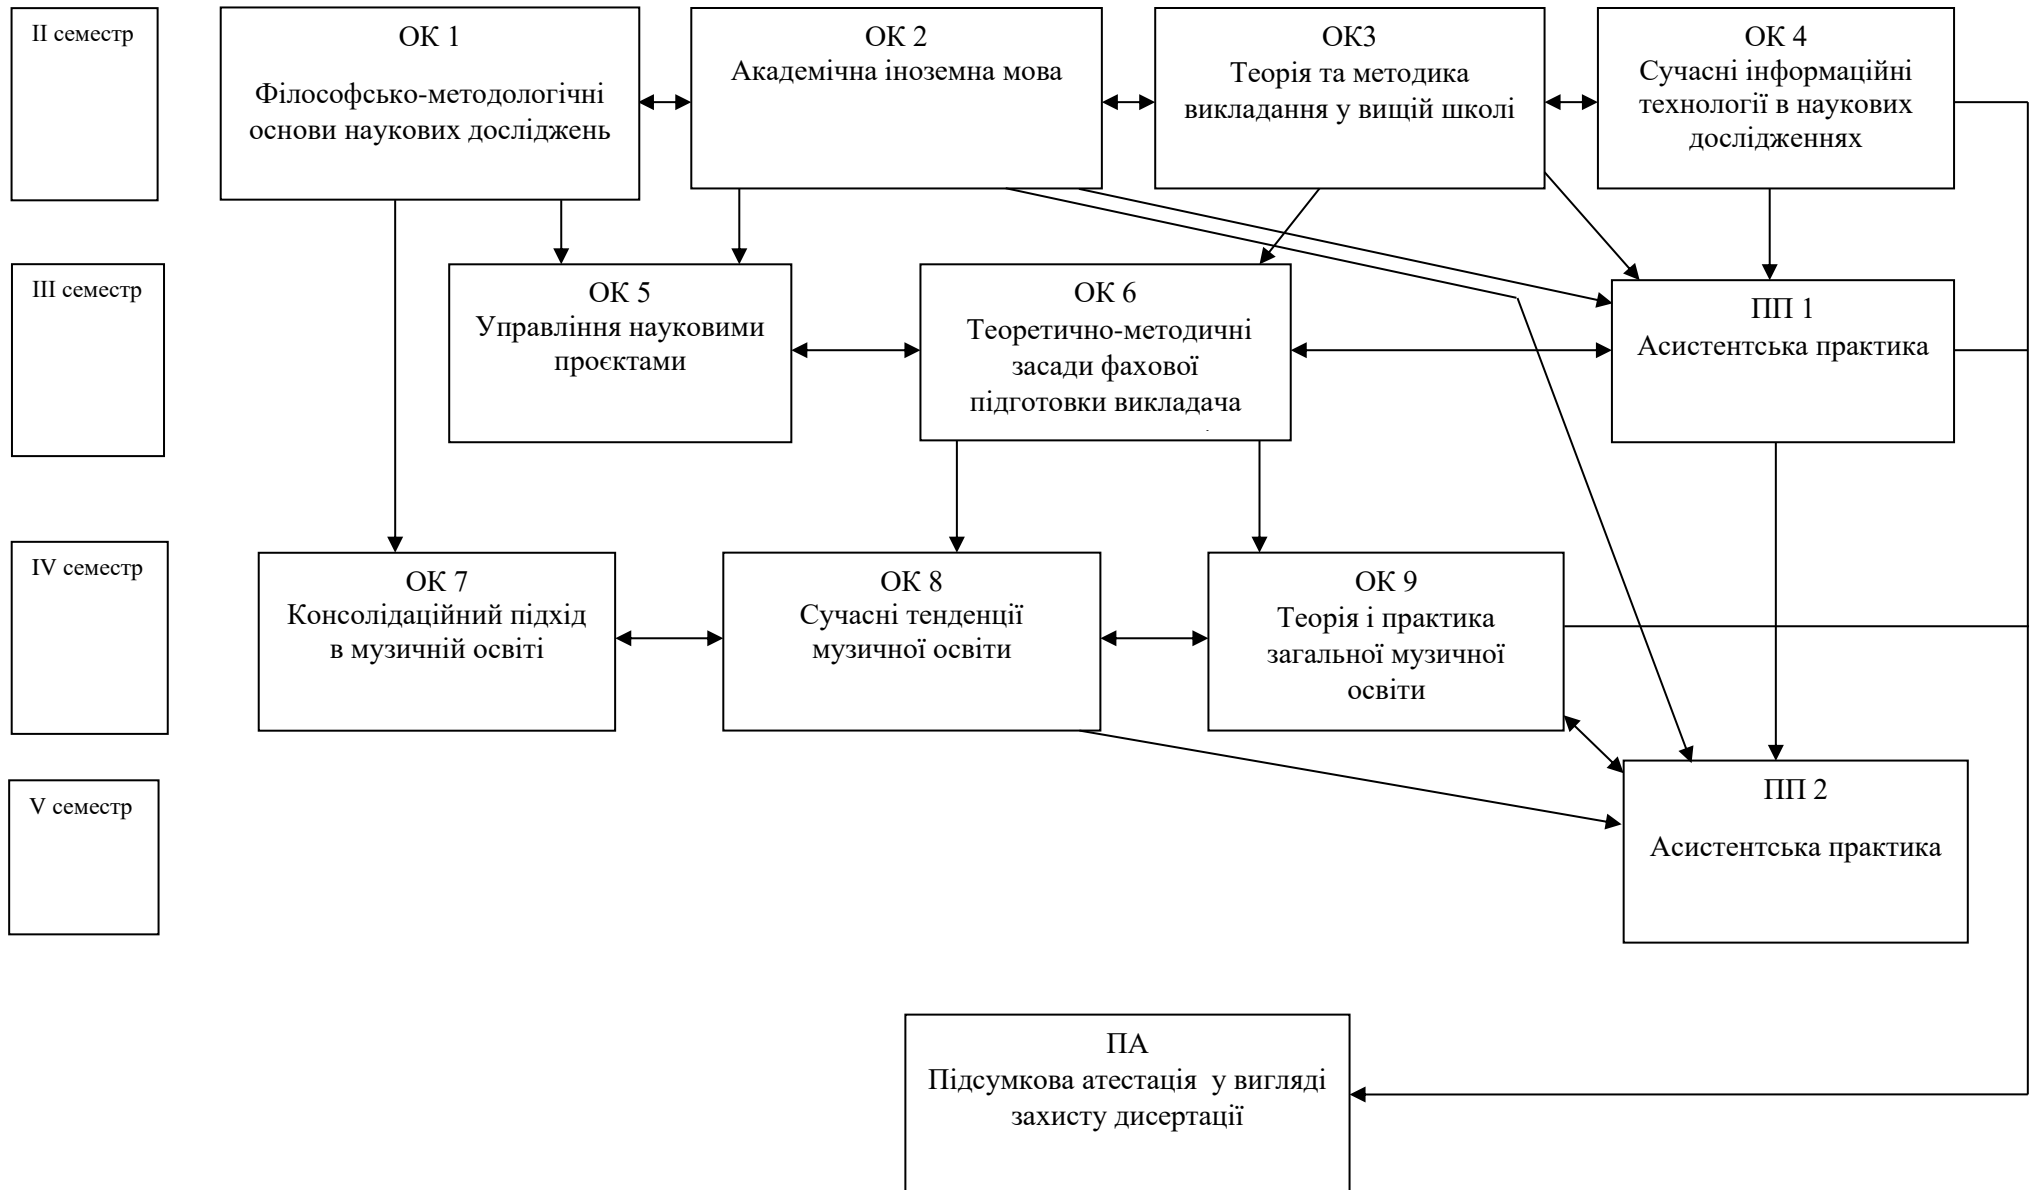 II семестр
ОК 1
Філософсько-методологічні
основи наукових досліджень
ОК 2
Академічна іноземна мова
ОК3
Теорія та методика
викладання у вищій школі
ОК 4
Сучасні інформаційні
технології в наукових
дослідженнях
III семестр
ОК 5
Управління науковими
проєктами
ОК 6
Теоретично-методичні
засади фахової
підготовки викладача
ПП 1
Асистентська практика
IV семестр
ОК 7
Консолідаційний підхід
в музичній освіті
ОК 8
Сучасні тенденції
музичної освіти
ОК 9
Теорія і практика
загальної музичної
освіти
V семестр
ПП 2
Асистентська практика
ПА
Підсумкова атестація у вигляді
захисту дисертації